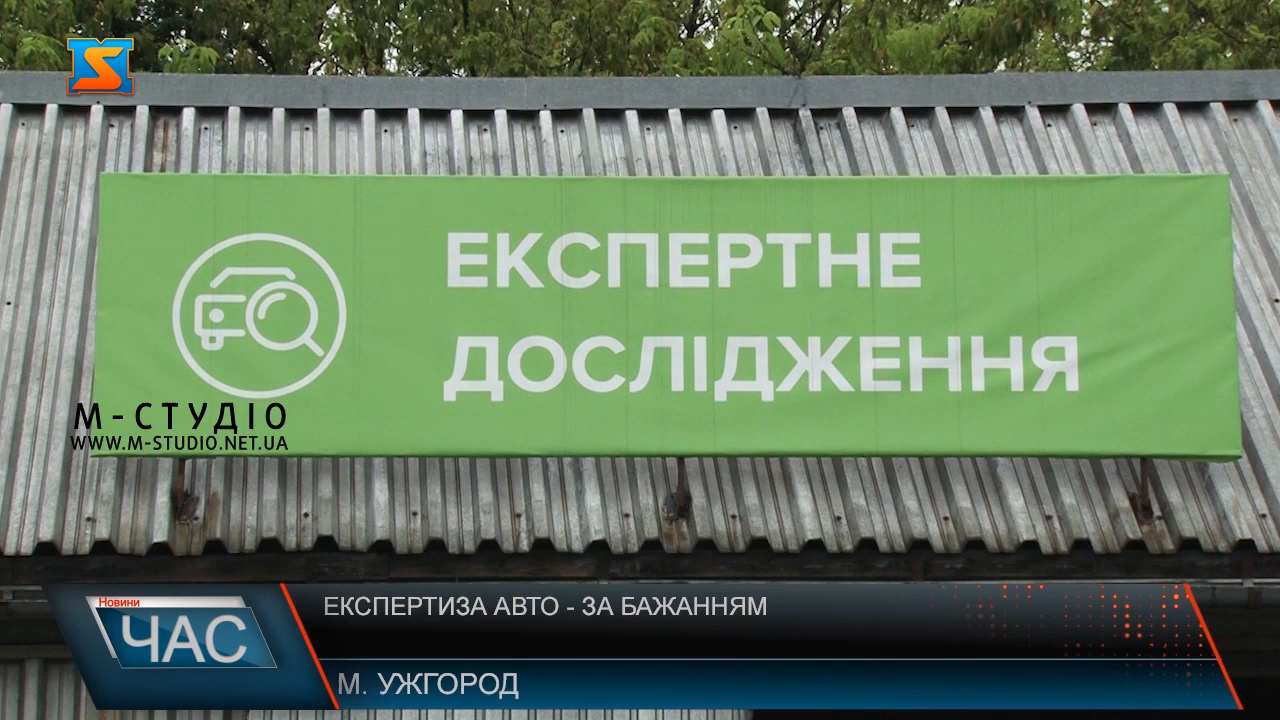 ЕКСПЕРТНЕ
ДОСЛІДЖЕННЯ
М-СТУДІО
WWW.M-STUDIO.NET.UA
Новини
ЧАС
ЕКСПЕРТИЗА АВТО - ЗА БАЖАННЯМ
М. УЖГОРОД